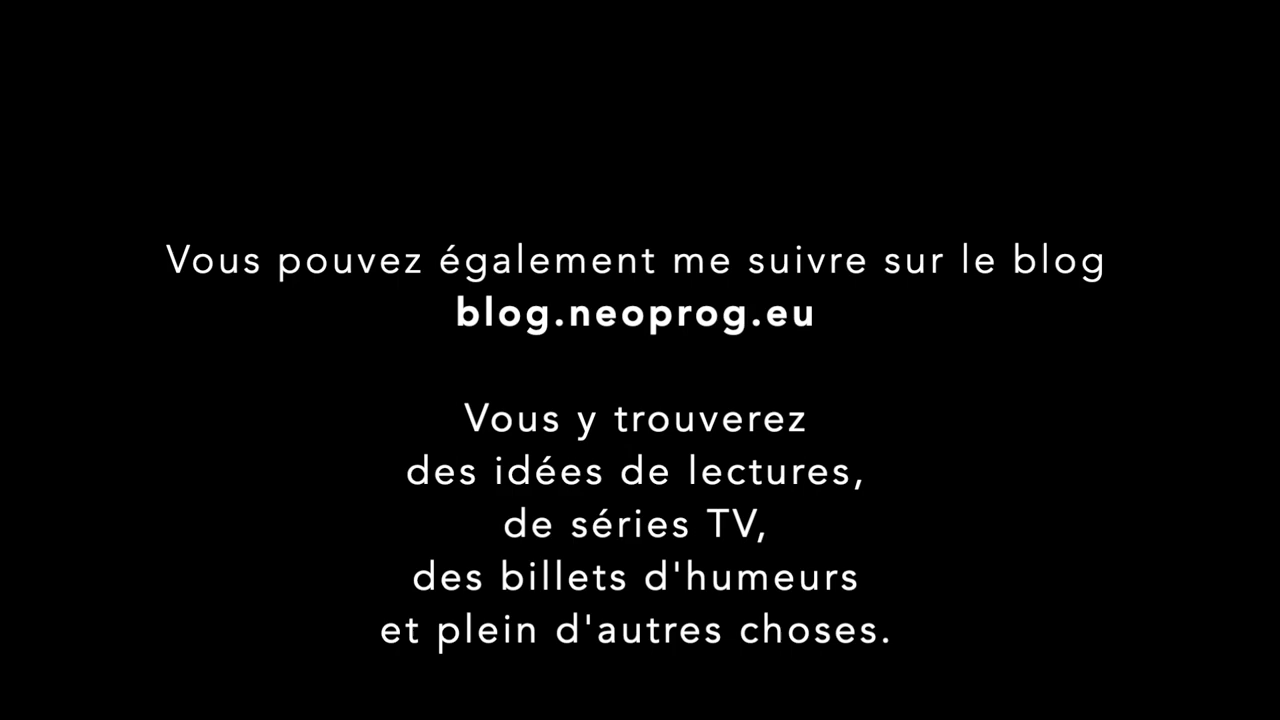 Vous pouvez également me suivre sur le blog
blog.neoprog.eu
Vous y trouverez
des idées de lectures,
de séries TV,
des billets d'humeurs
et plein d'autres choses.